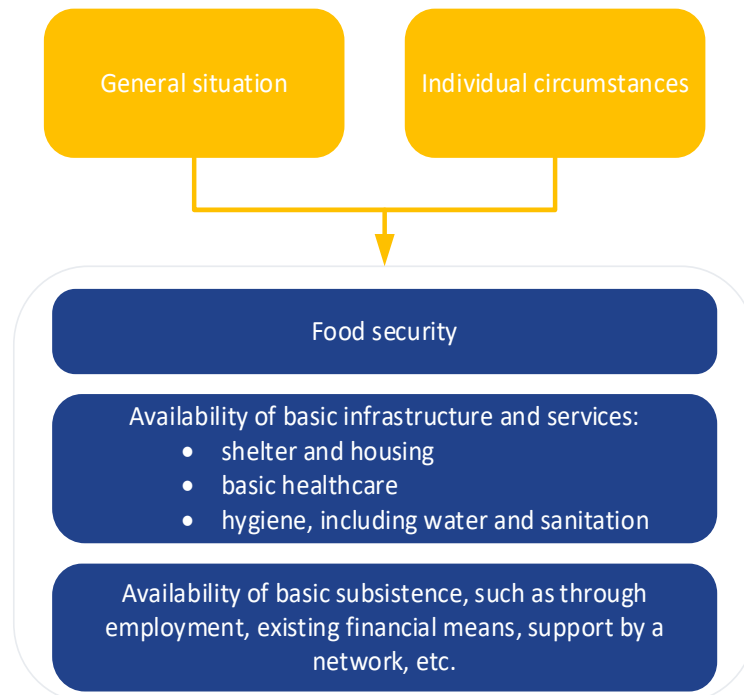 General situation
Individual circumstances
Food security
Availability of basic infrastructure and services:
• shelter and housing
• basic healthcare
• hygiene, including water and sanitation
Availability of basic subsistence, such as through
employment, existing financial means, support by a
network, etc.